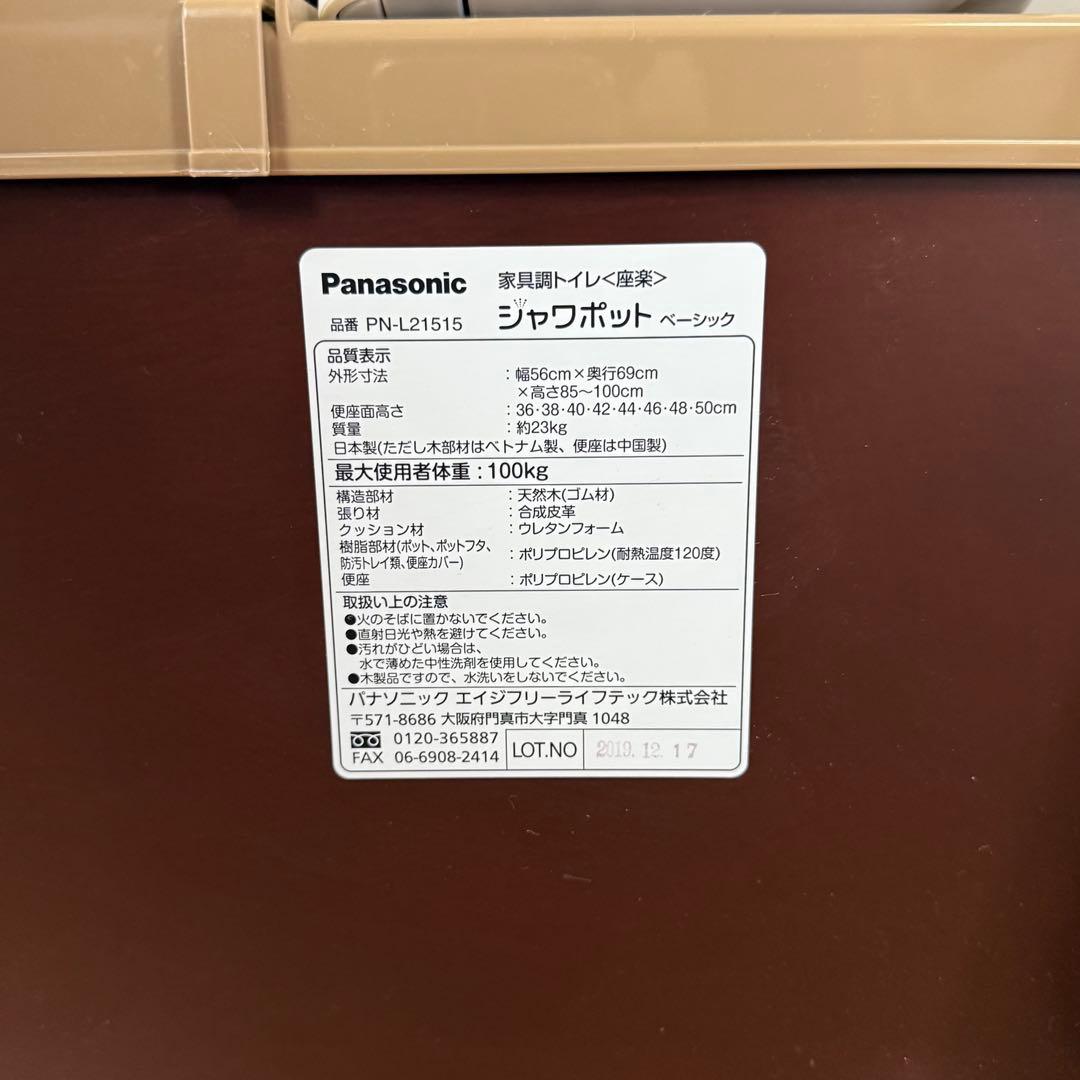 Panasonic 家具調トイレ<座楽>
品番 PN-L21515 ジャワポット ベーシック
品質表示
外形寸法 :幅56cm×奥行69cm
×高さ85～100cm
便座面高さ :36·38·40·42·44·46·48·50cm
質量 :約23kg
日本製(ただし木部材はベトナム製、便座は中国製)
最大使用者体重:100kg
構造部材 :天然木(ゴム材)
張り材 :合成皮革
クッション材 :ウレタンフォーム
樹脂部材(ポット、ポットフタ、
防汚トレイ類、便座カバー) :ポリプロピレン(耐熱温度120度)
便座 :ポリプロピレン(ケース)
取扱い上の注意
●火のそばに置かないでください。
●直射日光や熱を避けてください。
●汚れがひどい場合は、
水で薄めた中性洗剤を使用してください。
●木製品ですので、水洗いをしないでください。
パナソニック エイジフリーライフテック株式会社
〒571-8686 大阪府門真市大字門真1048
0120-365887
FAX 06-6908-2414
LOT.NO 2019.12.17